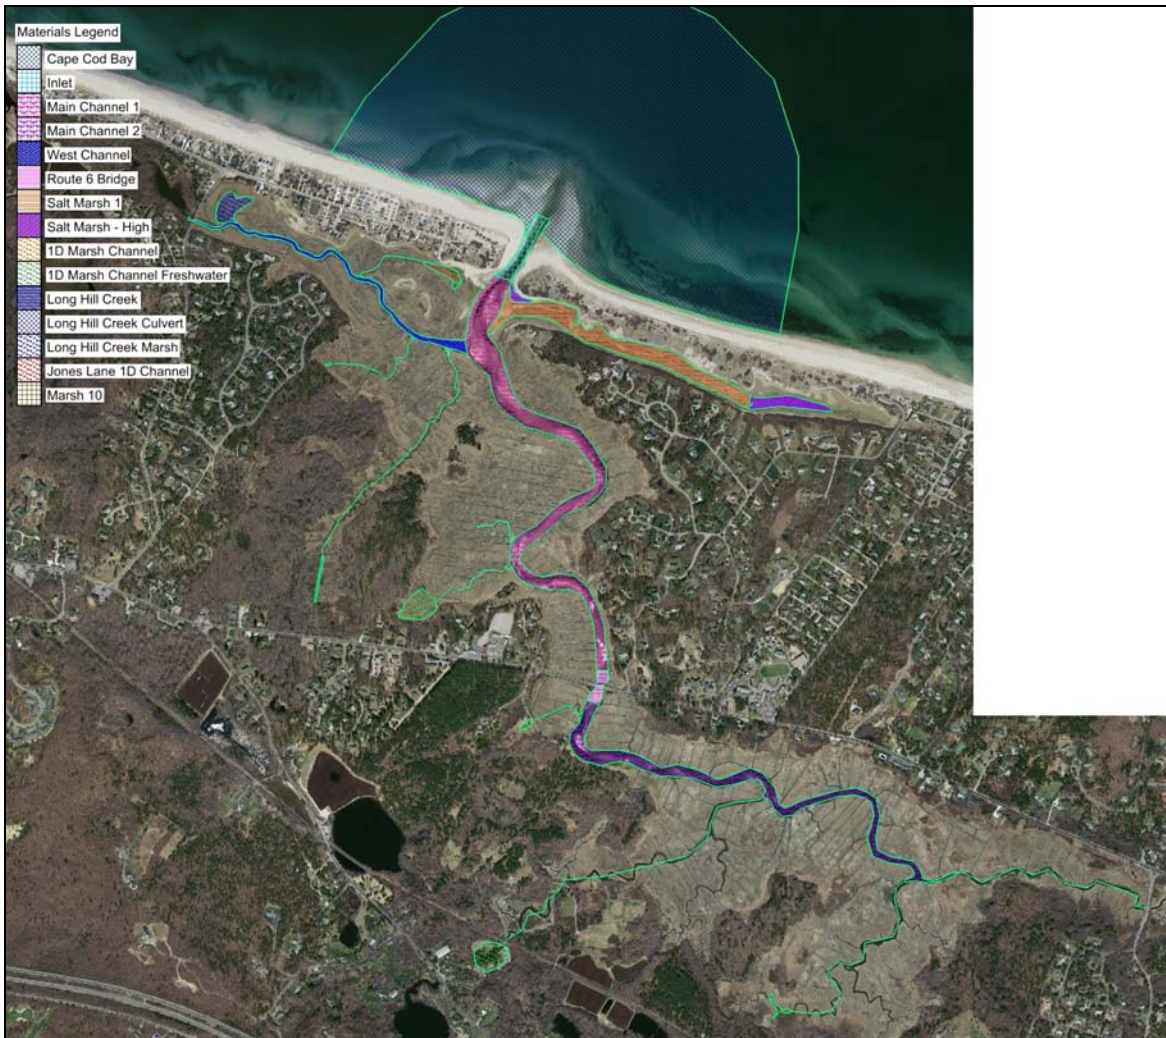 Materials Legend
Cape Cod Bay
Inlet
Main Channel 1
Main Channel 2
West Channel
Route 6 Bridge
Salt Marsh 1
Salt Marsh - High
1D Marsh Channel
1D Marsh Channel Freshwater
Long Hill Creek
Long Hill Creek Culvert
Long Hill Creek Marsh
Jones Lane 1D Channel
Marsh 10